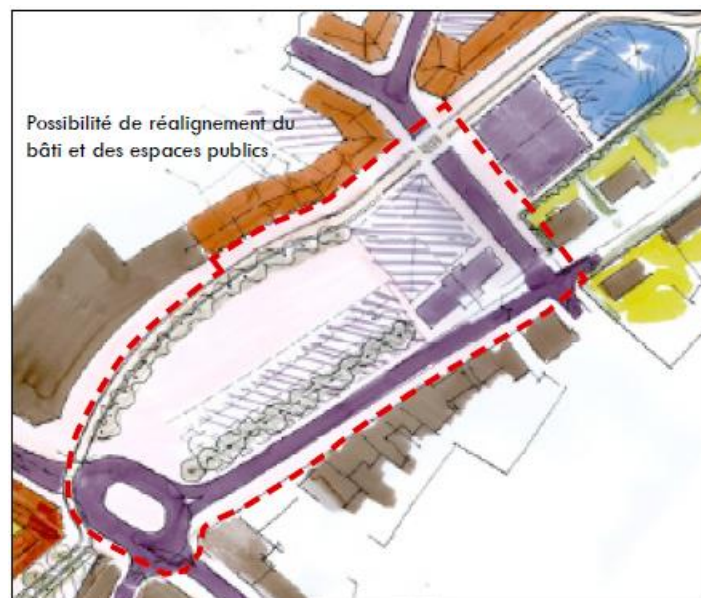 Possibilité de réalignement du
bâti et des espaces publics